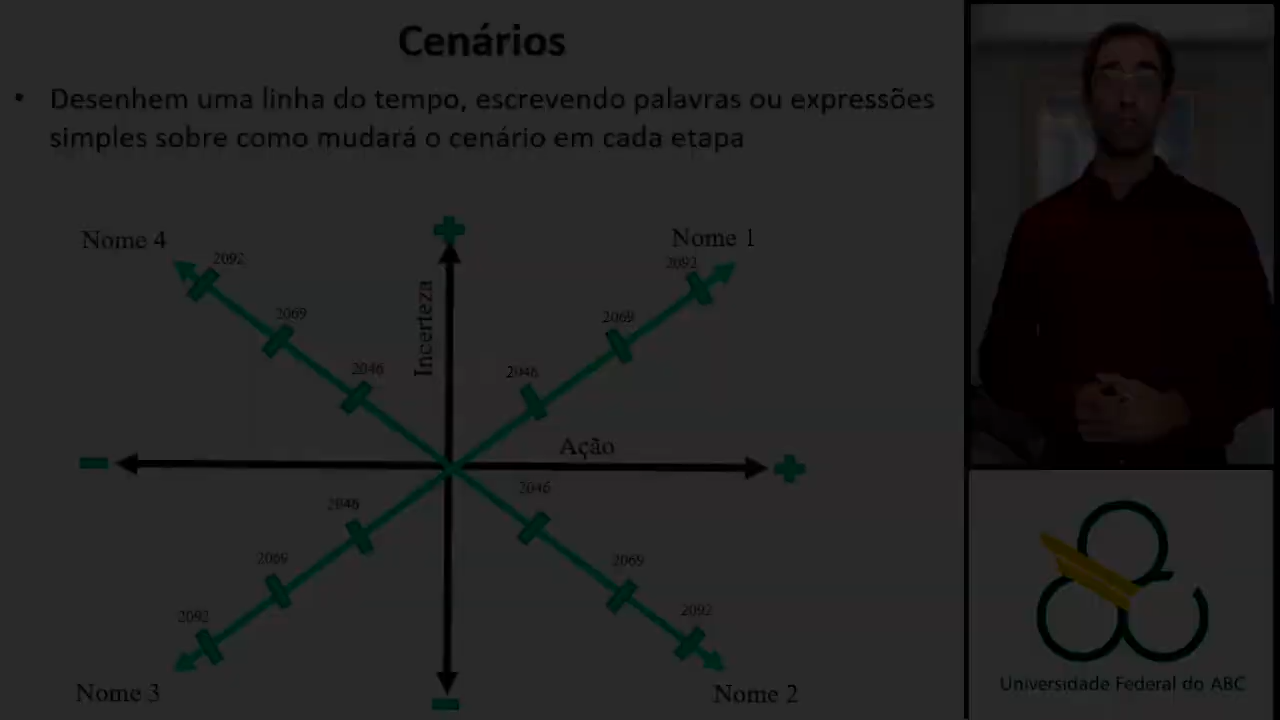 Cenários
• Desenhem uma linha do tempo, escrevendo palavras ou expressões
simples sobre como mudará o cenário em cada etapa
Nome 4
Nome 1
2092
2092
Incerteza
2069
2069
2046
2046
Ação
2046
2046
2069
2069
2092
2092
Nome 3
Nome 2
Universidade Federal do ABC